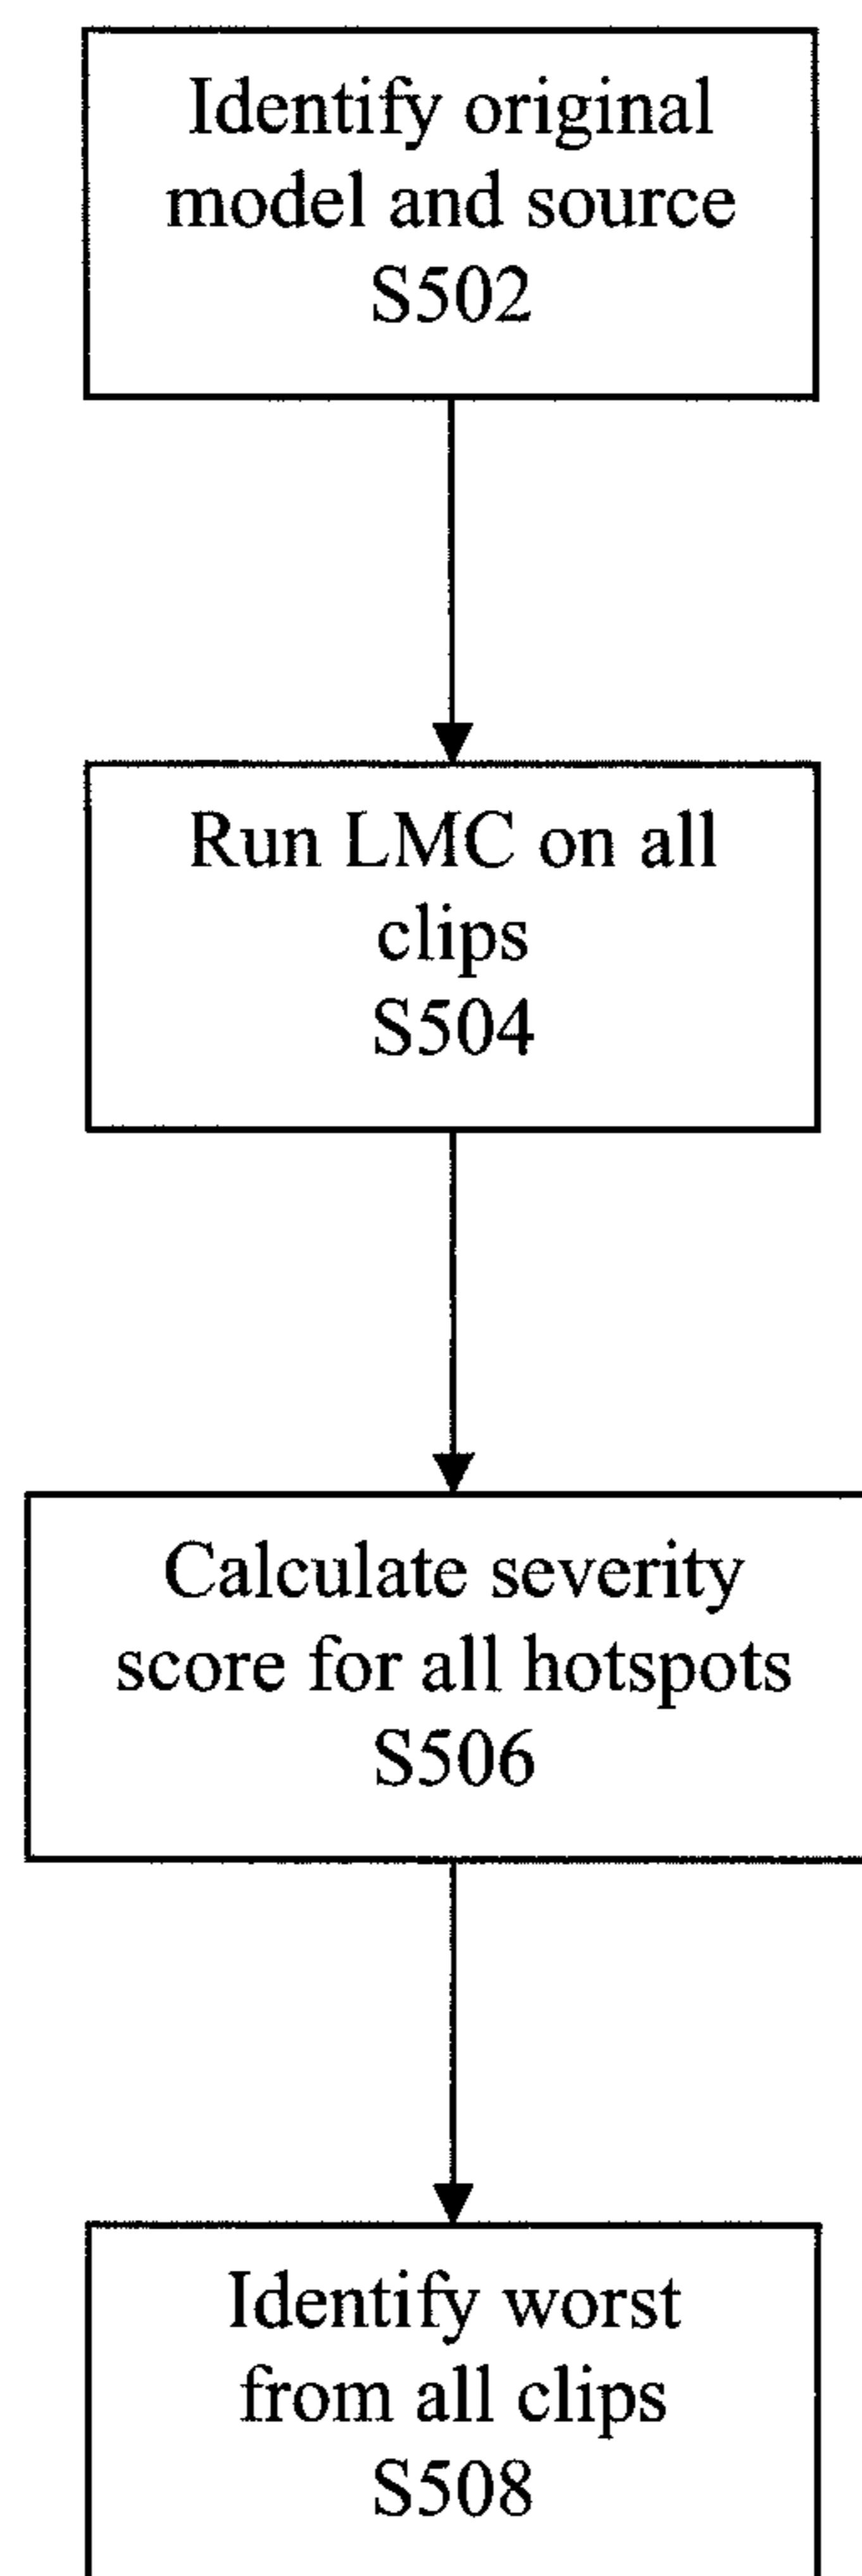 Identify original
model and source
S502
Run LMC on all
clips
S504
Calculate severity
score for all hotspots
S506
Identify worst
from all clips
S508